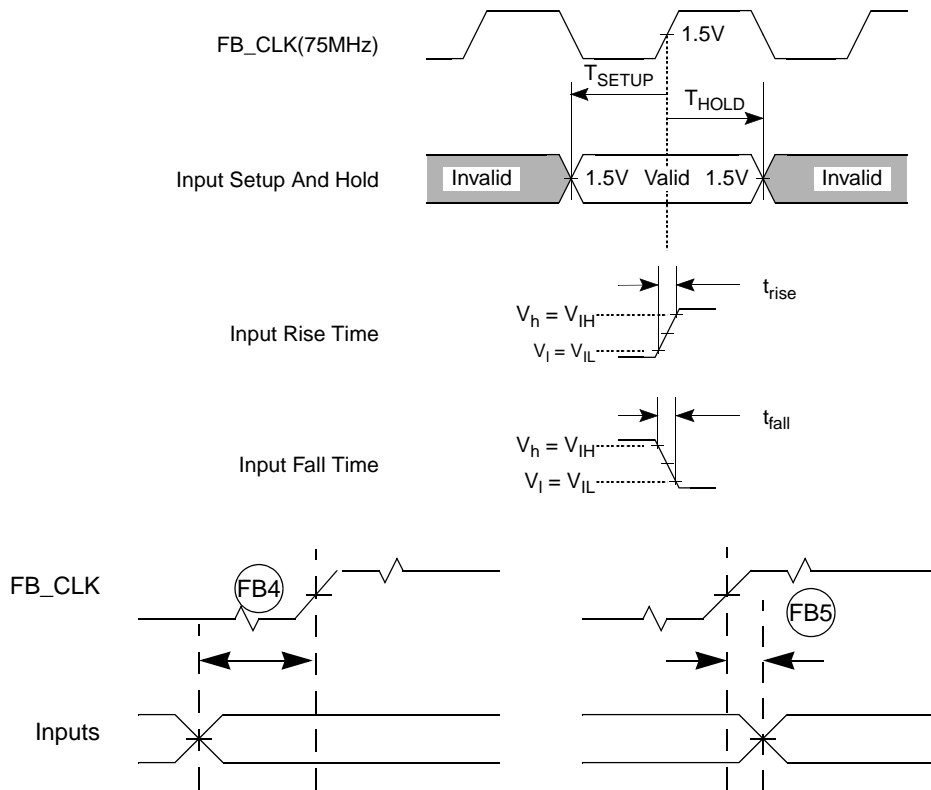 FB_CLK(75MHz)
1.5V
TSETUP
THOLD
Input Setup And Hold
Invalid
1.5V Valid 1.5V
Invalid
trise
Vh = VIH
Input Rise Time
Vl = VIL
tfall
Vh = VIH
Input Fall Time
Vl = VIL
FB_CLK
FB4
FB5
Inputs